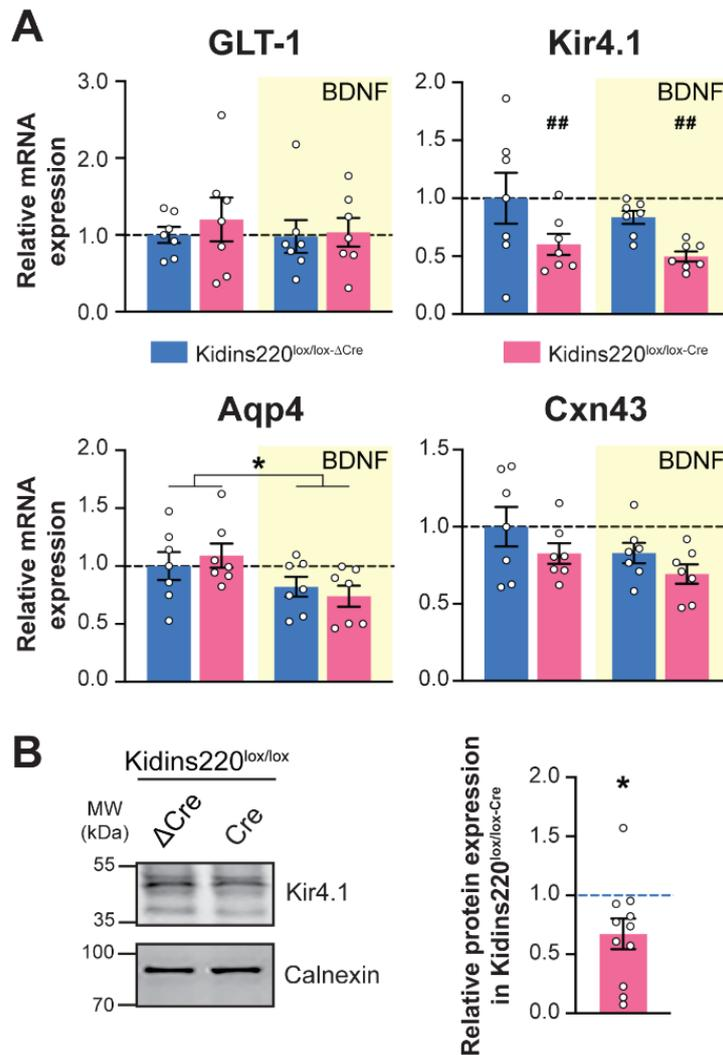 A
GLT-1
Relative mRNA
expression
3.0
2.0
1.0
0.0
BDNF
Kir4.1
2.0
1.5
1.0
0.5
0.0
BDNF
##
##
Kidins220lox/lox-ΔCre
Kidins220lox/lox-Cre
Aqp4
Relative mRNA
expression
2.0
1.5
1.0
0.5
0.0
*
BDNF
Cxn43
1.5
1.0
0.5
0.0
BDNF
B
Kidins220lox/lox
MW
(kDa)
ΔCre
Cre
55
35
Kir4.1
100
70
Calnexin
Relative protein expression
in Kidins220lox/lox-Cre
2.0
1.5
1.0
0.5
0.0
*